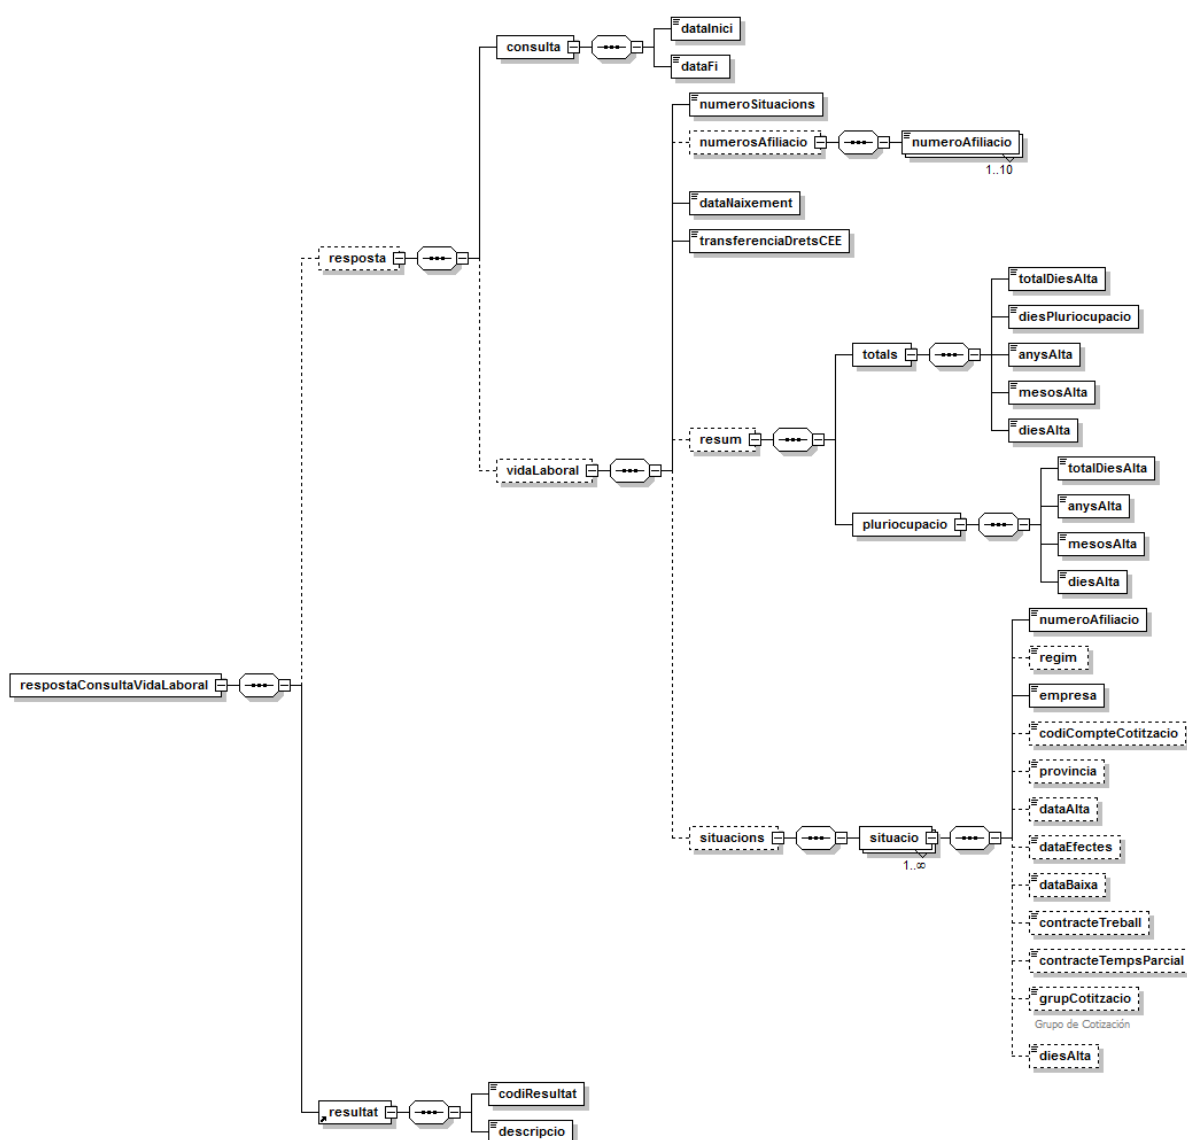 dataInici
consulta
dataFi
numeroSituacions
numerosAfiliacio
numeroAfiliacio
1..10
dataNaixement
transferenciaDretsCEE
resposta
totalDiesAlta
diesPluriocupacio
totals
anysAlta
mesosAlta
diesAlta
resum
vidaLaboral
totalDiesAlta
anysAlta
pluriocupacio
mesosAlta
diesAlta
numeroAfiliacio
regim
respostaConsultaVidaLaboral
empresa
codiCompteCotitzacio
provincia
dataAlta
situacions
situacio
1..∞
dataEfectes
dataBaixa
contracteTreball
contracteTempsParcial
grupCotitzacio
Grupo de Cotización
diesAlta
codiResultat
resultat
descripcio